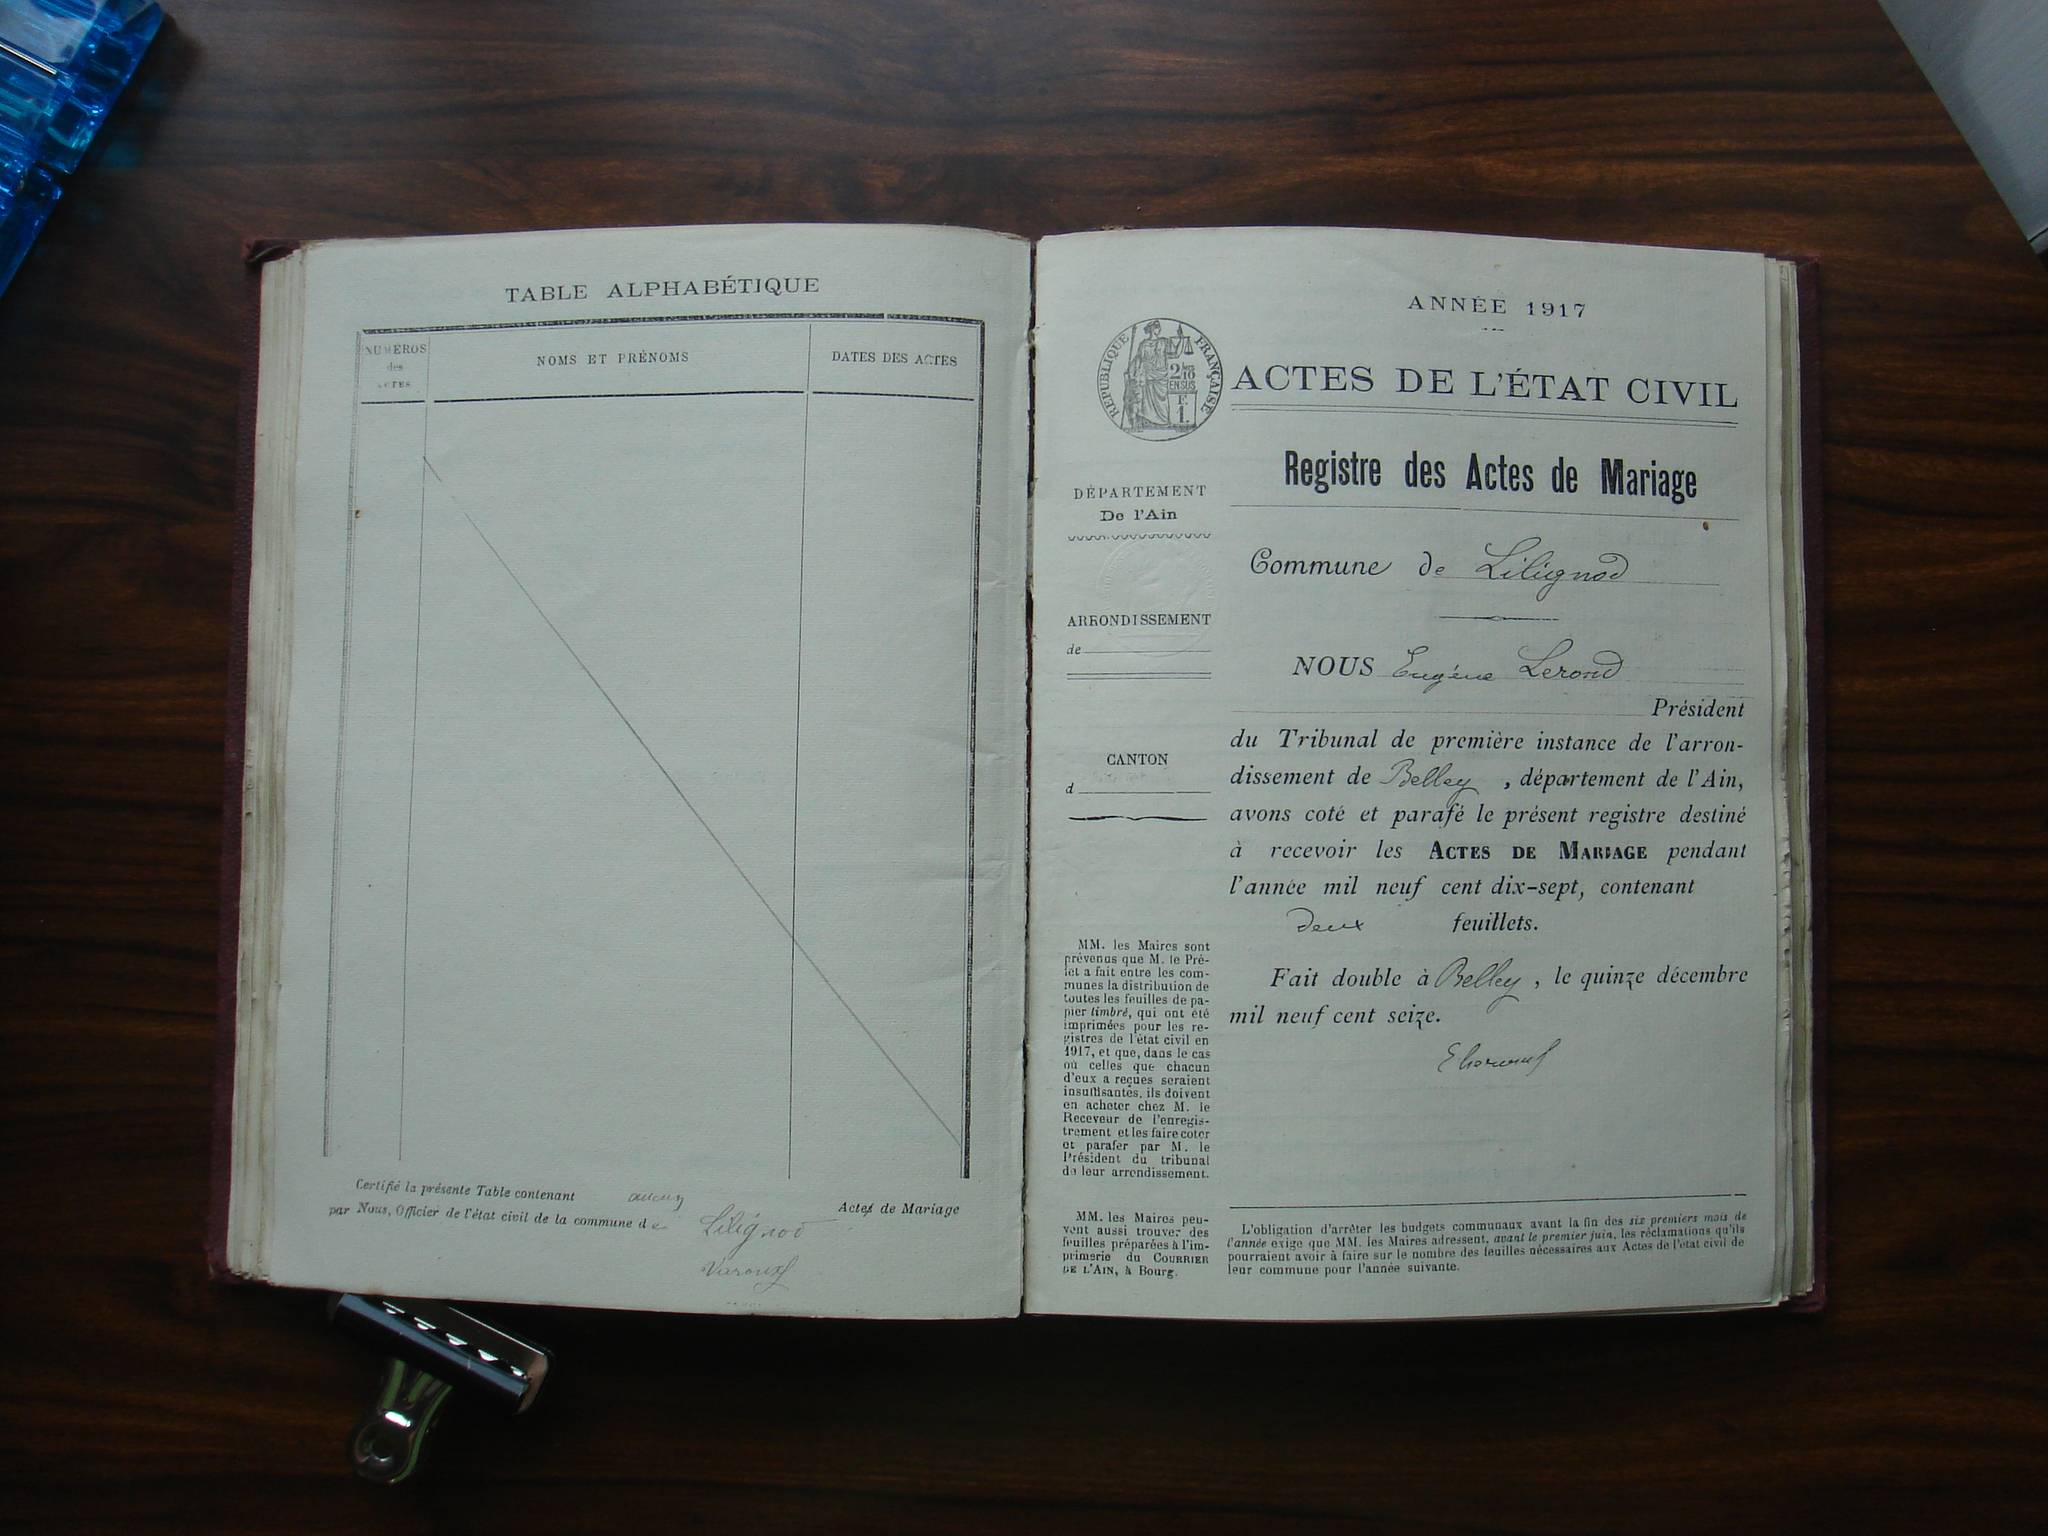 TABLE ALPHABÉTIQUE
NUMÉROS
des
ACTES
NOMS ET PRÉNOMS
DATES DES ACTES
Certifié la présente Table contenant aucun Actes de Mariage
par Nous, Officier de l'état civil de la commune de Lilignod
ANNÉE 1917
RÉPUBLIQUE FRANÇAISE
2/10
EN SUS
F.
1.
ACTES DE L'ÉTAT CIVIL
Registre des Actes de Mariage
DÉPARTEMENT
De l'Ain
ARRONDISSEMENT
de
CANTON
d
MM. les Maires sont
prévenus que M. le Pré-
fet a fait entre les com-
munes la distribution de
toutes les feuilles de pa-
pier timbré, qui ont été
imprimées pour les re-
gistres de l'état civil en
1917, et que, dans le cas
où celles que chacun
d'eux a reçues seraient
insuffisantes, ils doivent
en acheter chez M. le
Receveur de l'enregis-
trement et les faire coter
et parafer par M. le
Président du tribunal
de leur arrondissement.
MM. les Maires peu-
vent aussi trouver des
feuilles préparées à l'im-
primerie du COURRIER
DE L'AIN, à Bourg.
Commune de Lilignod
NOUS Eugène Lerond
Président
du Tribunal de première instance de l'arron-
dissement de Belley, département de l'Ain,
avons coté et parafé le présent registre destiné
à recevoir les ACTES DE MARIAGE pendant
l'année mil neuf cent dix-sept, contenant
deux feuillets.
Fait double à Belley, le quinze décembre
mil neuf cent seize.
L'obligation d'arrêter les budgets communaux avant la fin des six premiers mois de
l'année exige que MM. les Maires adressent, avant le premier juin, les réclamations qu'ils
pourraient avoir à faire sur le nombre des feuilles nécessaires aux Actes de l'état civil de
leur commune pour l'année suivante.